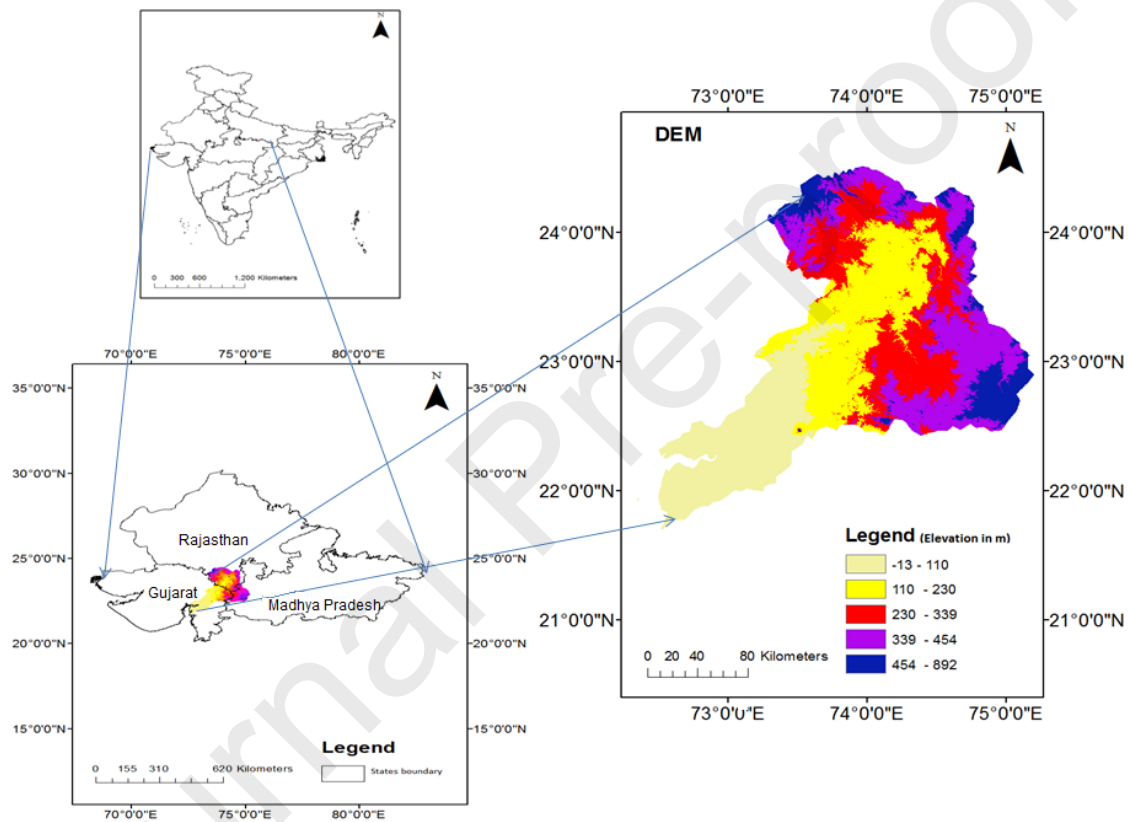 N
0 300 600 1,200 Kilometers
70°0'0"E 75°0'0"E 80°0'0"E
N
35°0'0"N 35°0'0"N
30°0'0"N 30°0'0"N
25°0'0"N 25°0'0"N
20°0'0"N 20°0'0"N
15°0'0"N 15°0'0"N
Rajasthan
Gujarat
Madhya Pradesh
Legend
States boundary
0 155 310 620 Kilometers
70°0'0"E 75°0'0"E 80°0'0"E
73°0'0"E 74°0'0"E 75°0'0"E
DEM
N
24°0'0"N 24°0'0"N
23°0'0"N 23°0'0"N
22°0'0"N 22°0'0"N
21°0'0"N 21°0'0"N
Legend (Elevation in m)
-13 - 110
110 - 230
230 - 339
339 - 454
454 - 892
0 20 40 80 Kilometers
73°0'0"E 74°0'0"E 75°0'0"E
urnal Pre-proo